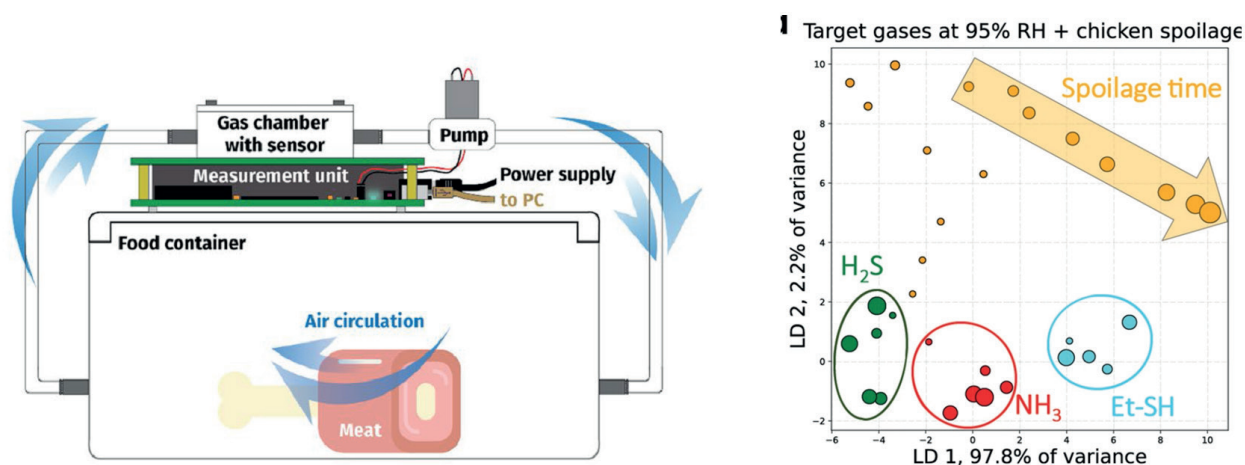 Gas chamber
with sensor
Pump
Measurement unit
Power supply
to PC
Food container
Air circulation
Meat
Target gases at 95% RH + chicken spoilage
Spoilage time
H₂S
NH₃
Et-SH
LD 2, 2.2% of variance
10
8
6
4
2
0
−2
−6 −4 −2 0 2 4 6 8 10
LD 1, 97.8% of variance